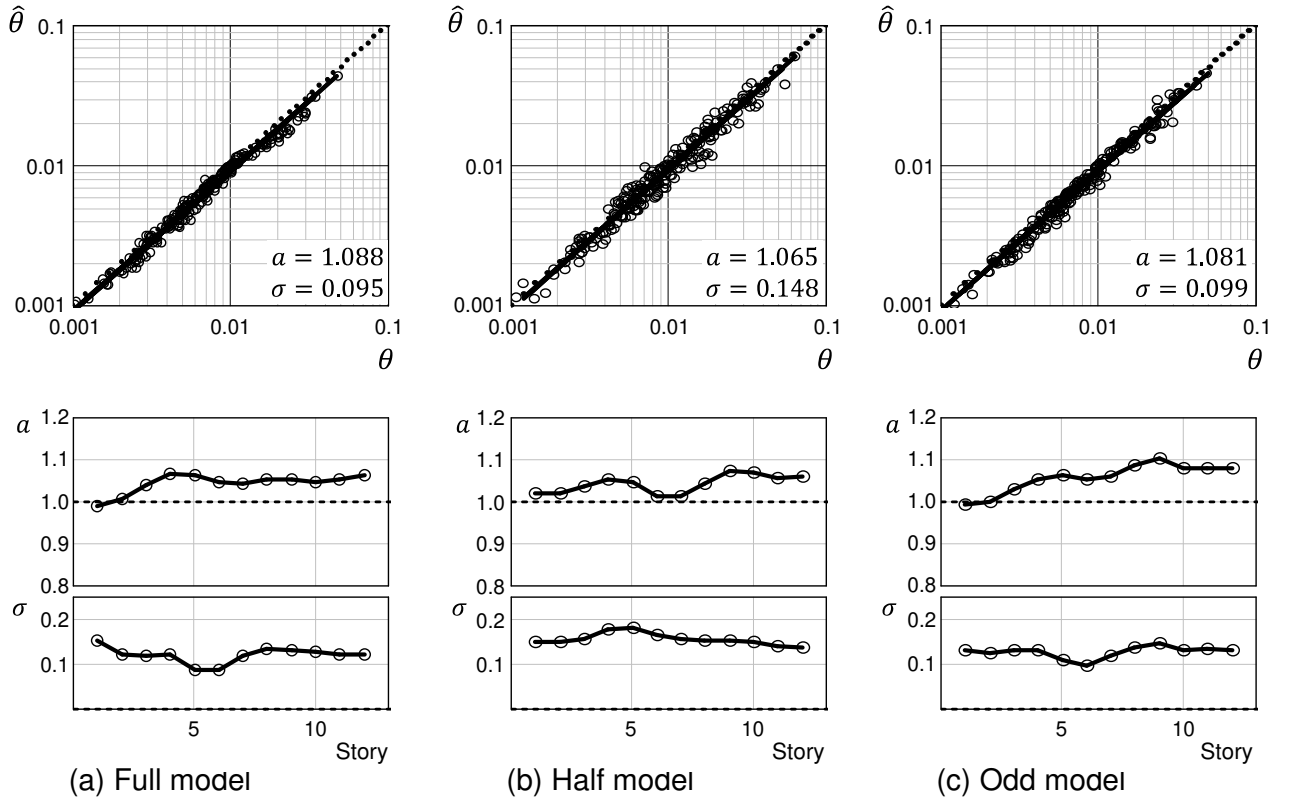 θ̂
0.1
0.01
0.001
a = 1.088
σ = 0.095
0.001
0.01
0.1
θ
a
1.2
1.1
1.0
0.9
0.8
σ
0.2
0.1
5
10
Story
(a) Full model
θ̂
0.1
0.01
0.001
a = 1.065
σ = 0.148
0.001
0.01
0.1
θ
a
1.2
1.1
1.0
0.9
0.8
σ
0.2
0.1
5
10
Story
(b) Half model
θ̂
0.1
0.01
0.001
a = 1.081
σ = 0.099
0.001
0.01
0.1
θ
a
1.2
1.1
1.0
0.9
0.8
σ
0.2
0.1
5
10
Story
(c) Odd model